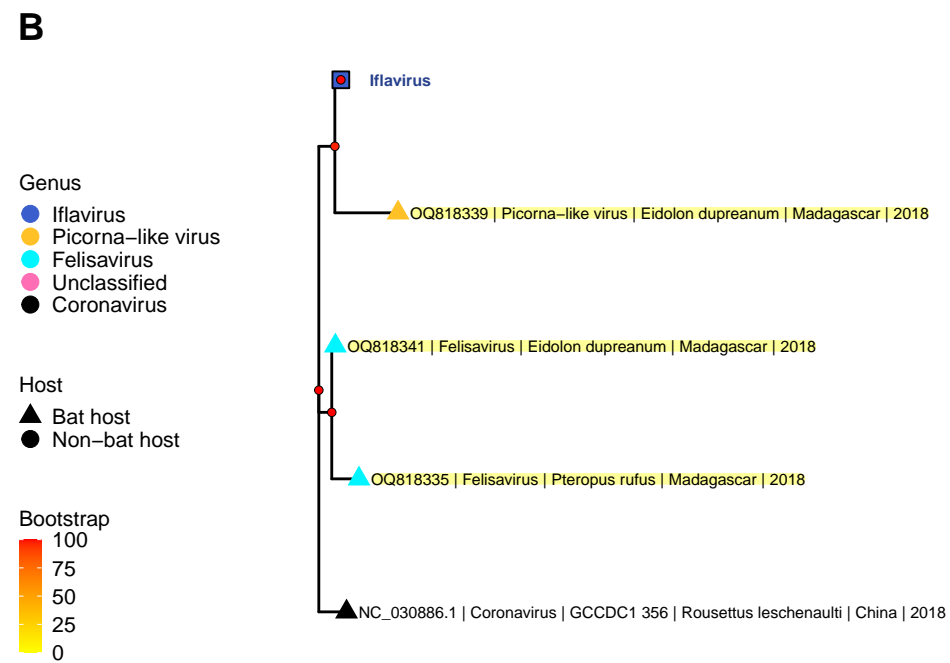 B
Iflavirus
OQ818339 | Picorna-like virus | Eidolon dupreanum | Madagascar | 2018
OQ818341 | Felisavirus | Eidolon dupreanum | Madagascar | 2018
OQ818335 | Felisavirus | Pteropus rufus | Madagascar | 2018
NC_030886.1 | Coronavirus | GCCDC1 356 | Rousettus leschenaulti | China | 2018
Genus
Iflavirus
Picorna−like virus
Felisavirus
Unclassified
Coronavirus
Host
Bat host
Non−bat host
Bootstrap
100
75
50
25
0